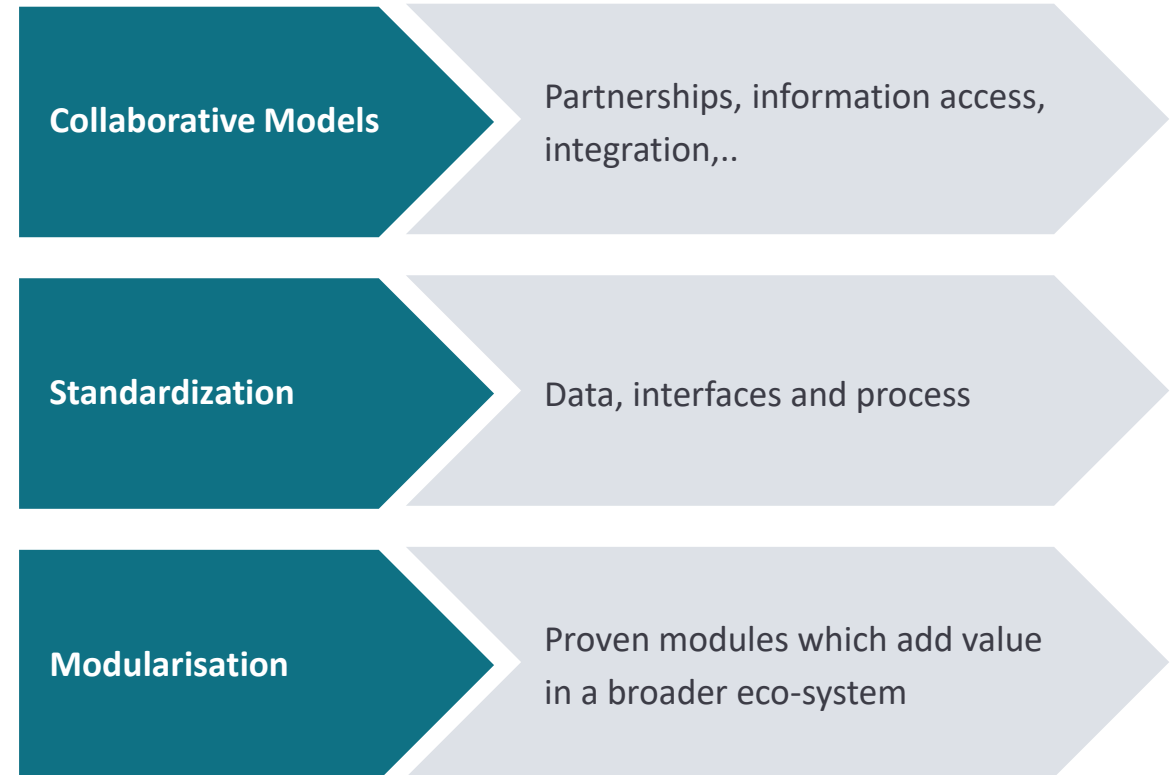 Collaborative Models
Partnerships, information access,
integration,..
Standardization
Data, interfaces and process
Modularisation
Proven modules which add value
in a broader eco-system